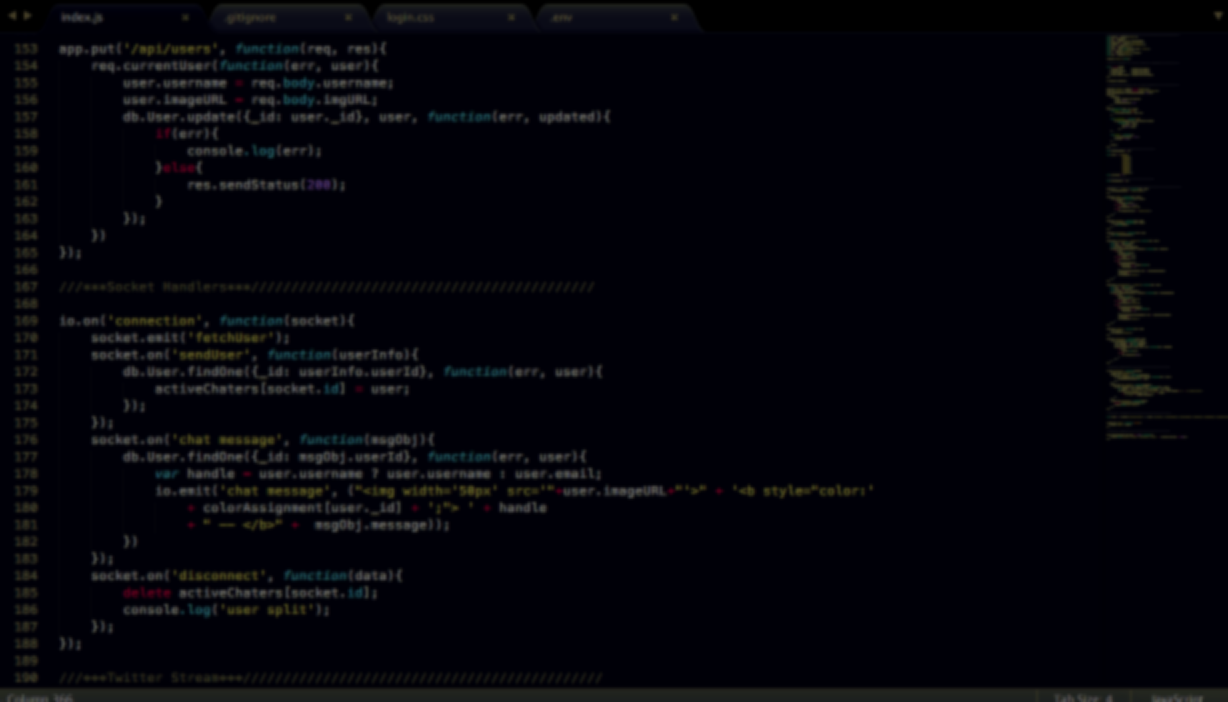 index.js × .gitignore × login.css × .env ×
153 app.put('/api/users', function(req, res){
154 req.currentUser(function(err, user){
155 user.username = req.body.username;
156 user.imageURL = req.body.imgURL;
157 db.User.update({_id: user._id}, user, function(err, updated){
158 if(err){
159 console.log(err);
160 }else{
161 res.sendStatus(200);
162 }
163 });
164 })
165 });
166
167 ///***Socket Handlers***///////////////////////////////////////////
168
169 io.on('connection', function(socket){
170 socket.emit('fetchUser');
171 socket.on('sendUser', function(userInfo){
172 db.User.findOne({_id: userInfo.userId}, function(err, user){
173 activeChaters[socket.id] = user;
174 });
175 });
176 socket.on('chat message', function(msgObj){
177 db.User.findOne({_id: msgObj.userId}, function(err, user){
178 var handle = user.username ? user.username : user.email;
179 io.emit('chat message', ("<img width='50px' src='"+user.imageURL+"'>" + '<b style="color:'
180 + colorAssignment[user._id] + ';"> ' + handle
181 + " –– </b>" + msgObj.message));
182 })
183 });
184 socket.on('disconnect', function(data){
185 delete activeChaters[socket.id];
186 console.log('user split');
187 });
188 });
189
190 ///***Twitter Stream***/////////////////////////////////////////////
Column 366 Tab Size: 4 JavaScript